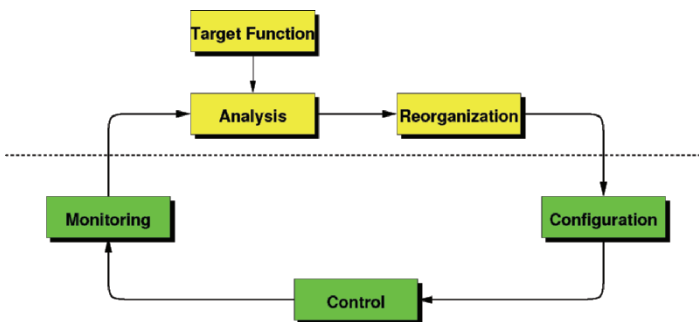 Target Function
Analysis
Reorganization
Monitoring
Configuration
Control